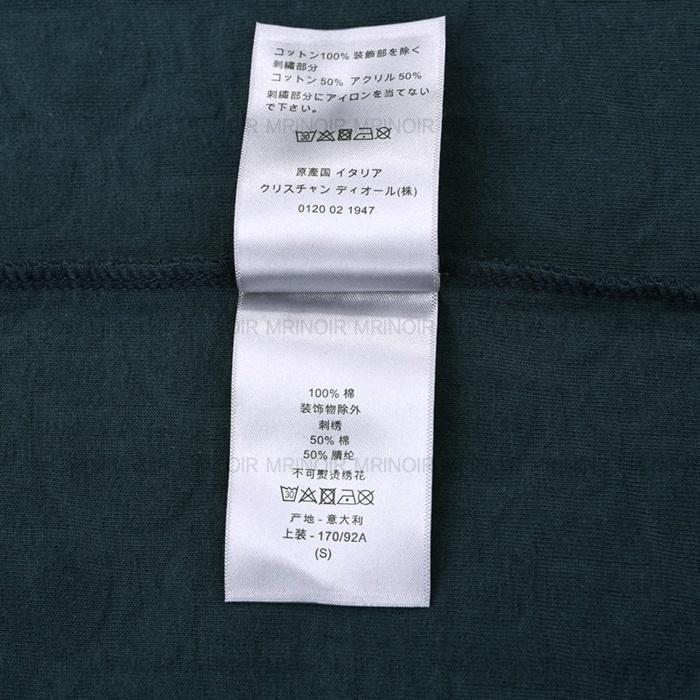 コットン100% 装飾部を除く
刺繍部分
コットン 50% アクリル 50%
刺繍部分にアイロンを当てない
で下さい。
MRINOIR MRINOIR
30
原產国 イタリア
クリスチャン ディオール(株)
0120 02 1947
MRINOIR MRINOIR
100% 棉
装饰物除外
刺绣
50% 棉
50% 腈纶
OIR MRINOIR
不可熨烫绣花
30
产地 - 意大利
上装 - 170/92A
(S)